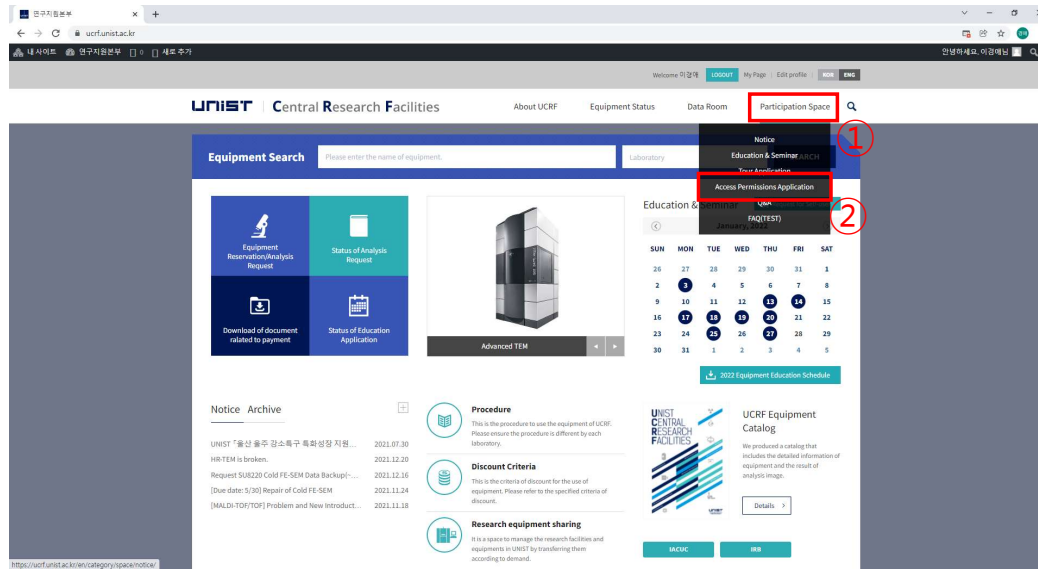 연구지원본부
ucrf.unist.ac.kr
내 사이트 연구지원본부 0 새로 추가
안녕하세요, 이경애님
Welcome 이경애 LOGOUT My Page Edit profile KOR ENG
UNIST Central Research Facilities
About UCRF Equipment Status Data Room Participation Space
①
Equipment Search
Please enter the name of equipment.
Laboratory
SEARCH
Notice
Education & Seminar
Tour Application
Access Permissions Application
Q&A
FAQ(TEST)
②
Equipment Reservation/Analysis Request
Status of Analysis Request
Download of document ralated to payment
Status of Education Application
Advanced TEM
Education & Seminar
January, 2022
SUN MON TUE WED THU FRI SAT
26 27 28 29 30 31 1
2 3 4 5 6 7 8
9 10 11 12 13 14 15
16 17 18 19 20 21 22
23 24 25 26 27 28 29
30 31 1 2 3 4 5
2022 Equipment Education Schedule
Notice Archive
UNIST「울산 울주 강소특구 특화성장 지원... 2021.07.30
HR-TEM is broken. 2021.12.20
Request SU8220 Cold FE-SEM Data Backup(~... 2021.12.16
[Due date: 5/30] Repair of Cold FE-SEM 2021.11.24
[MALDI-TOF/TOF] Problem and New Introduct... 2021.11.18
Procedure
This is the procedure to use the equipment of UCRF.
Please ensure the procedure is different by each
laboratory.
Discount Criteria
This is the criteria of discount for the use of
equipment. Please refer to the specified criteria of
discount.
Research equipment sharing
It is a space to manage the research facilities and
equipments in UNIST by transferring them
according to demand.
UNIST
CENTRAL
RESEARCH
FACILITIES
UNIST
UCRF Equipment
Catalog
We produced a catalog that
includes the detailed information of
equipment and the result of
analysis image.
Details >
IACUC
IRB
https://ucrf.unist.ac.kr/en/category/space/notice/